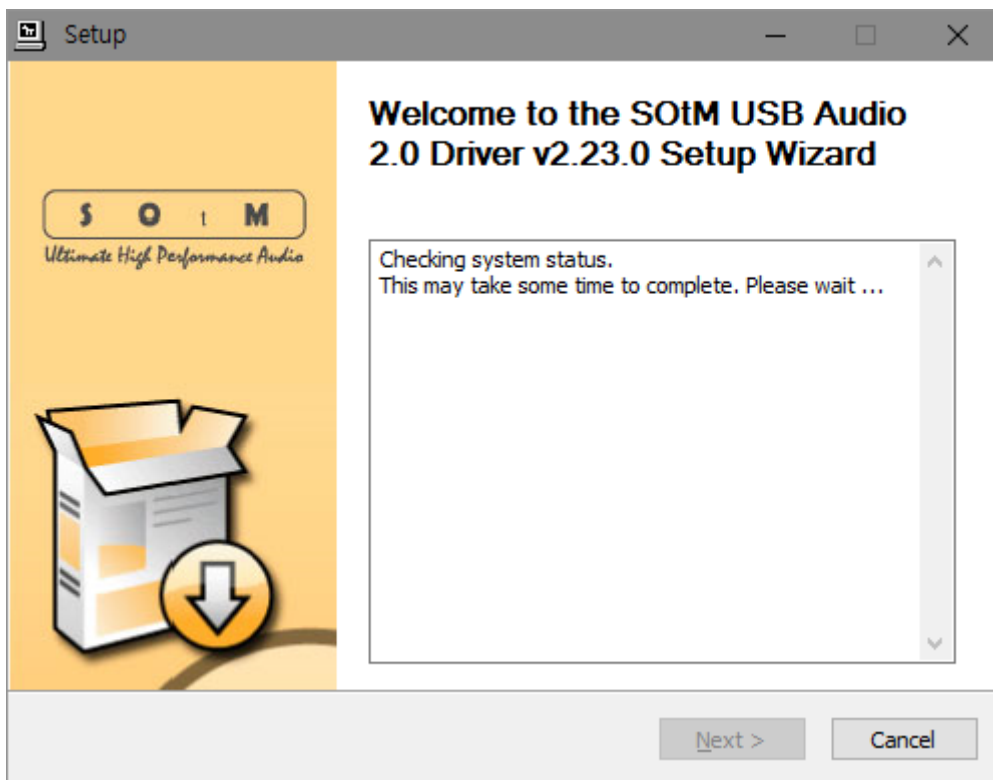 Setup
Welcome to the SOtM USB Audio
2.0 Driver v2.23.0 Setup Wizard
S O t M
Ultimate High Performance Audio
Checking system status.
This may take some time to complete. Please wait ...
Next >
Cancel